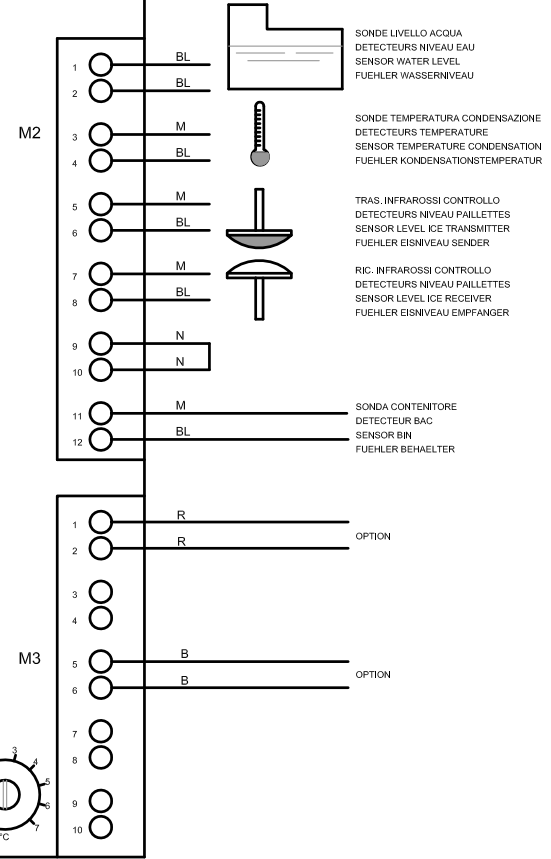 M2
1 BL
2 BL
SONDE LIVELLO ACQUA
DETECTEURS NIVEAU EAU
SENSOR WATER LEVEL
FUEHLER WASSERNIVEAU
3 M
4 BL
SONDE TEMPERATURA CONDENSAZIONE
DETECTEURS TEMPERATURE
SENSOR TEMPERATURE CONDENSATION
FUEHLER KONDENSATIONSTEMPERATUR
5 M
6 BL
TRAS. INFRAROSSI CONTROLLO
DETECTEURS NIVEAU PAILLETTES
SENSOR LEVEL ICE TRANSMITTER
FUEHLER EISNIVEAU SENDER
7 M
8 BL
RIC. INFRAROSSI CONTROLLO
DETECTEURS NIVEAU PAILLETTES
SENSOR LEVEL ICE RECEIVER
FUEHLER EISNIVEAU EMPFANGER
9 N
10 N
11 M
12 BL
SONDA CONTENITORE
DETECTEUR BAC
SENSOR BIN
FUEHLER BEHAELTER
M3
1 R
2 R
OPTION
3
4
5 B
6 B
OPTION
7
8
9
10
3
4
5
6
7
°C